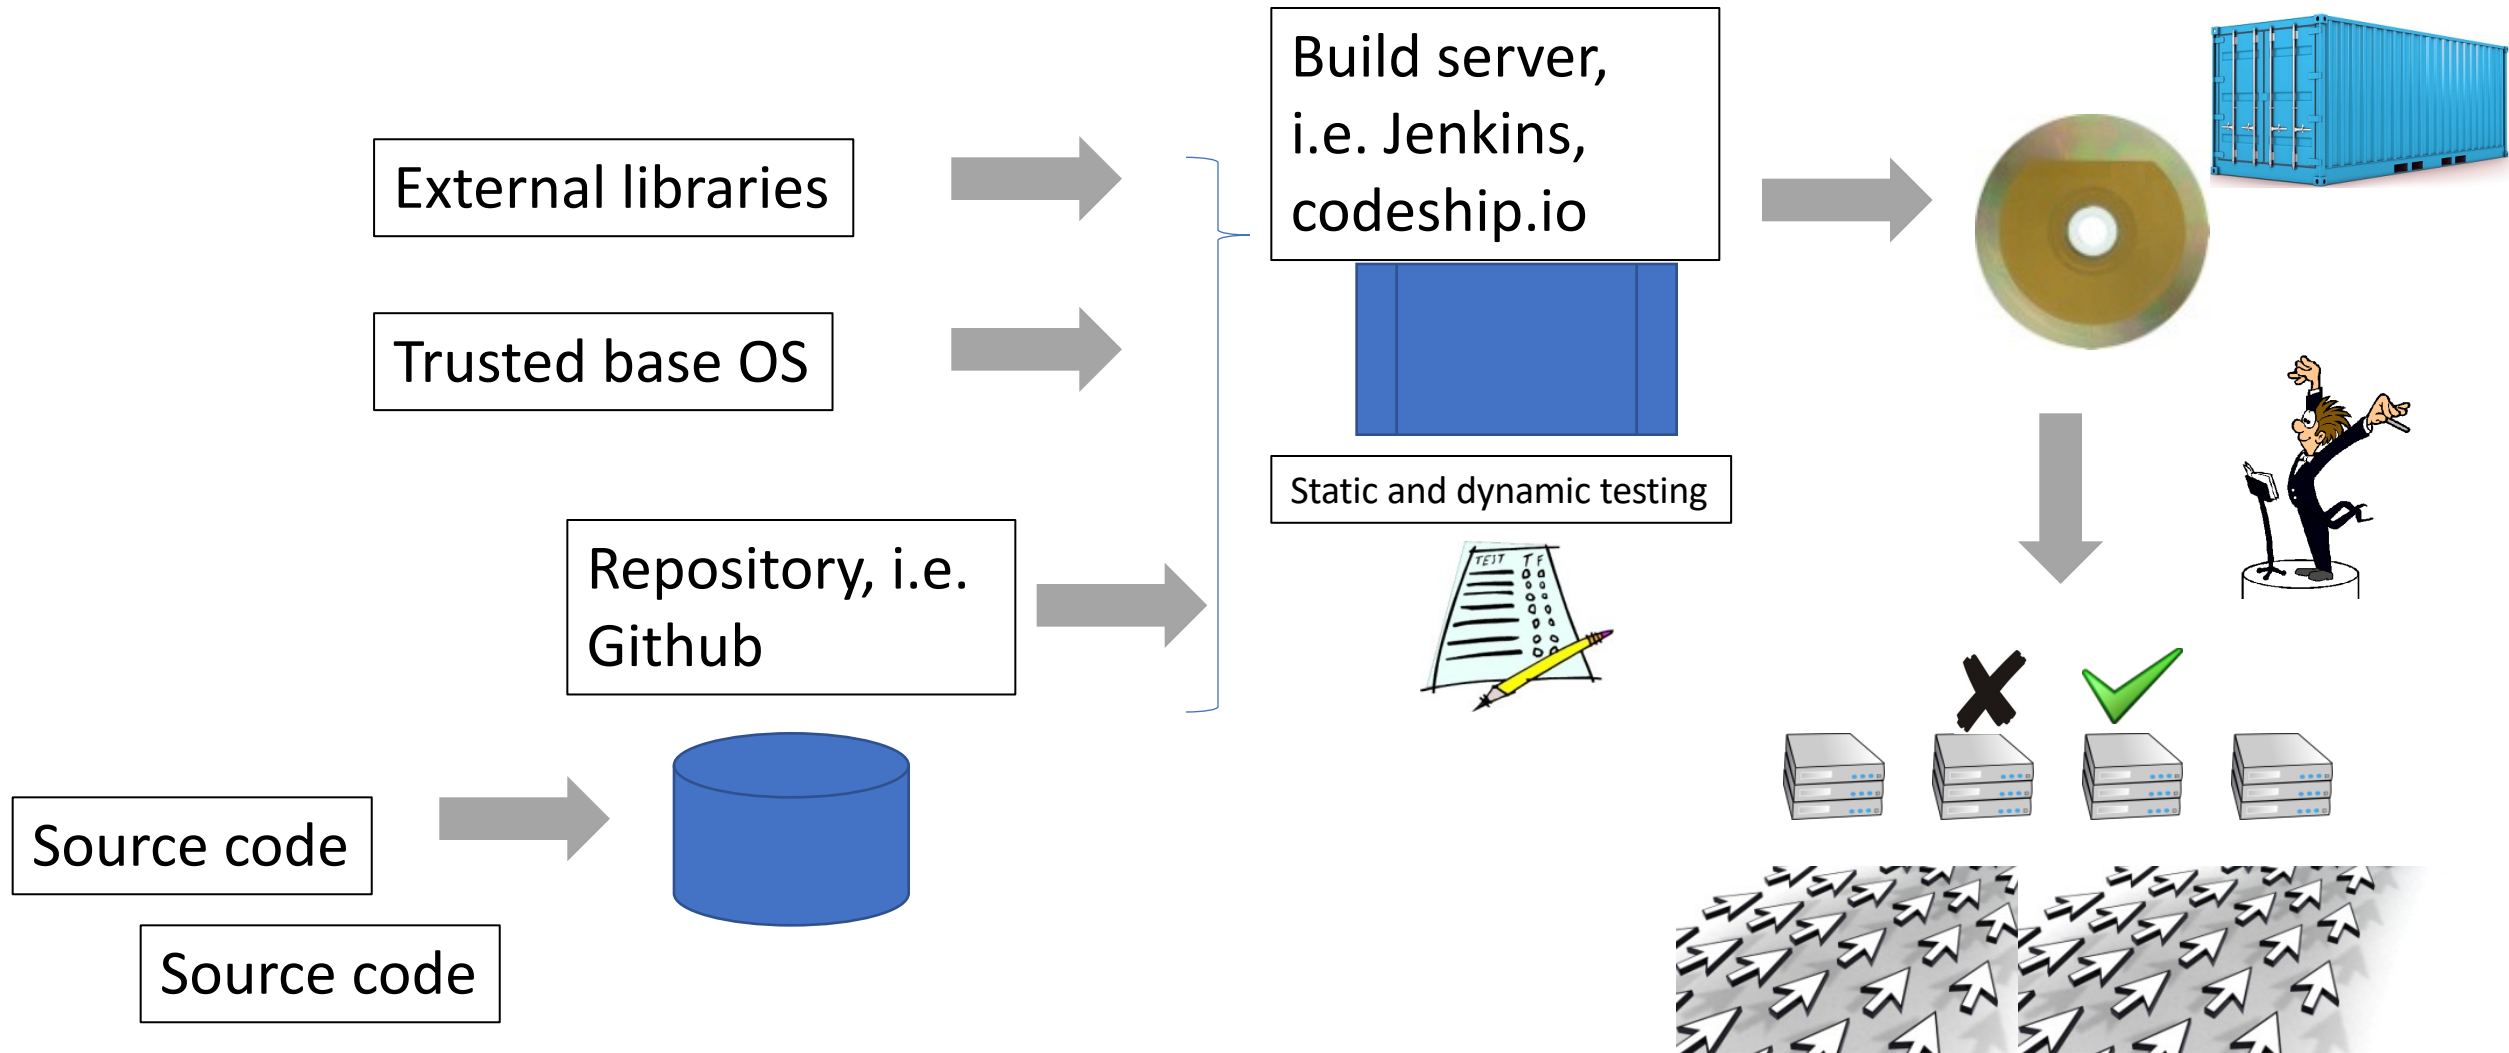 Build server,
i.e. Jenkins,
codeship.io
External libraries
Trusted base OS
Static and dynamic testing
Repository, i.e.
Github
TEST T F
Source code
Source code